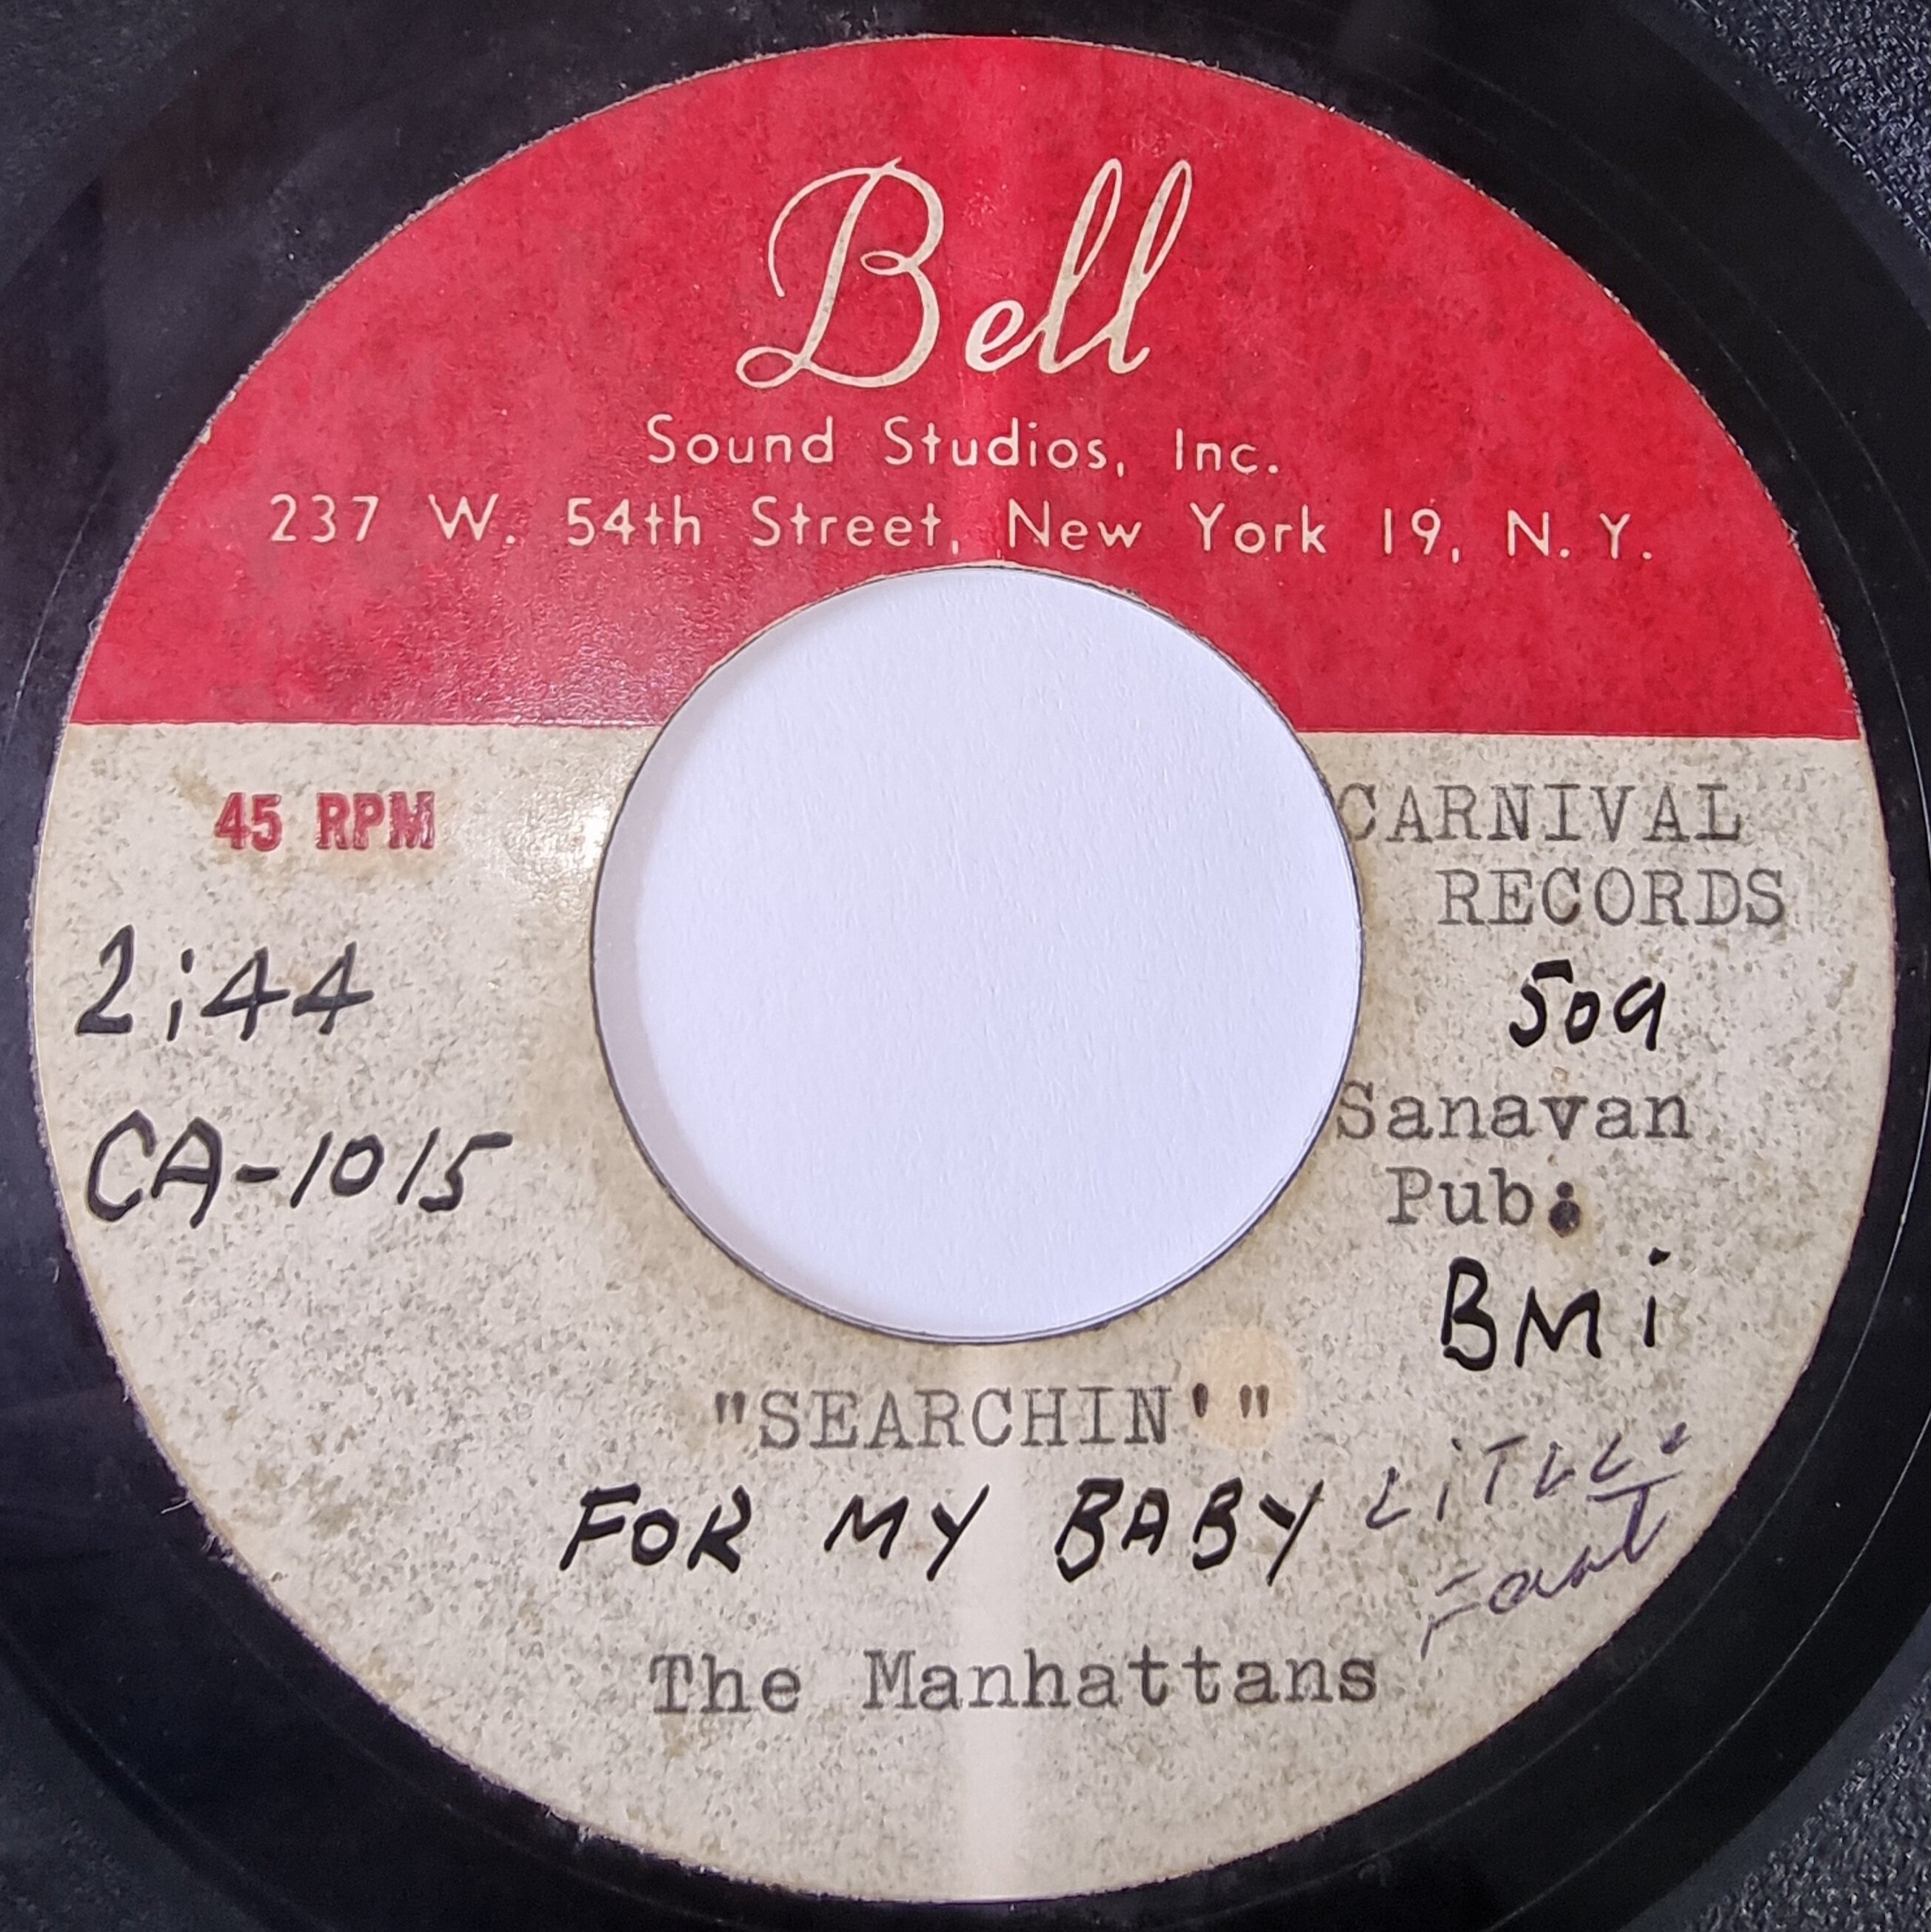 Bell
Sound Studios, Inc.
237 W. 54th Street, New York 19, N.Y.
45 RPM
2:44
CA-1015
CARNIVAL
RECORDS
509
Sanavan
Pub:
BMi
"SEARCHIN'"
FOR MY BABY
LiTTLE
The Manhattans